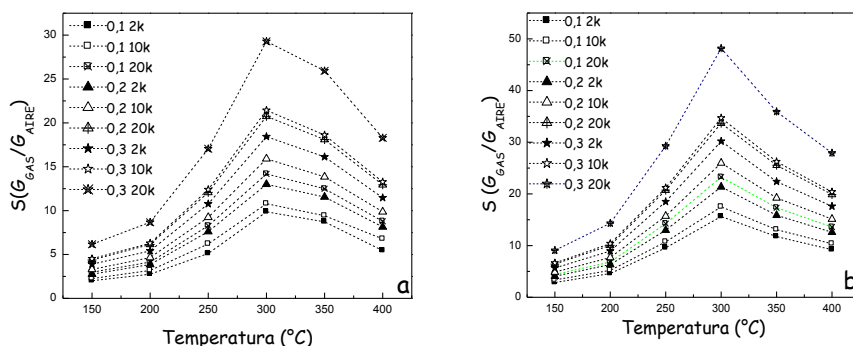 S(G_GAS/G_AIRE)
30
25
20
15
10
5
0
0,1 2k
0,1 10k
0,1 20k
0,2 2k
0,2 10k
0,2 20k
0,3 2k
0,3 10k
0,3 20k
a
150 200 250 300 350 400
Temperatura (°C)
S (G_GAS/G_AIRE)
50
40
30
20
10
0
0,1 2k
0,1 10k
0,1 20k
0,2 2k
0,2 10k
0,2 20k
0,3 2k
0,3 10k
0,3 20k
b
150 200 250 300 350 400
Temperatura (°C)